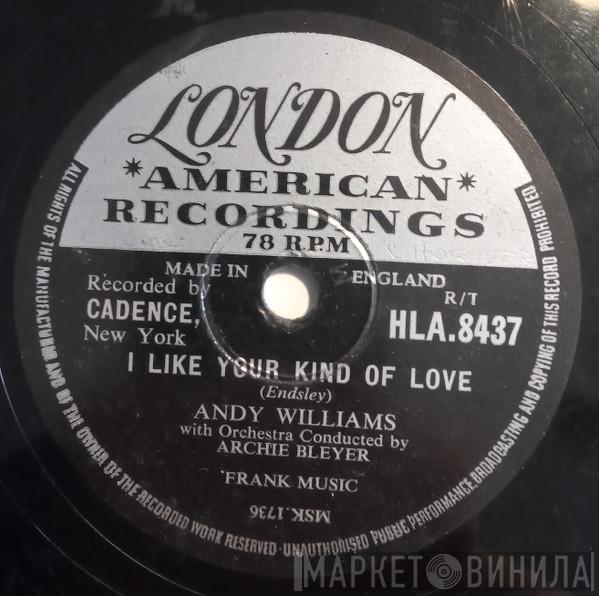 LONDON
*AMERICAN*
RECORDINGS
78 R.P.M
MADE IN ENGLAND
Recorded by
CADENCE,
New York
R/T
HLA.8437
I LIKE YOUR KIND OF LOVE
(Endsley)
ANDY WILLIAMS
with Orchestra Conducted by
ARCHIE BLEYER
FRANK MUSIC
MSK.1736
ALL RIGHTS OF THE MANUFACTURER AND OF THE OWNER OF THE RECORDED WORK RESERVED·UNAUTHORISED PUBLIC PERFORMANCE, BROADCASTING AND COPYING OF THIS RECORD PROHIBITED
МАРКЕТ ВИНИЛА